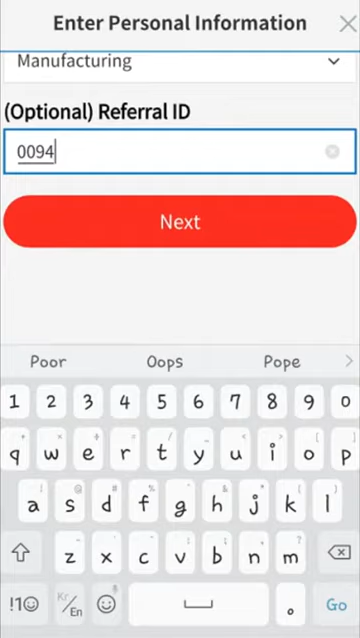 Enter Personal Information
Manufacturing
(Optional) Referral ID
0094
Next
Poor Oops Pope
1 2 3 4 5 6 7 8 9 0
q w e r t y u i o p
a s d f g h j k l
z x c v b n m
!1 Kr/En . Go